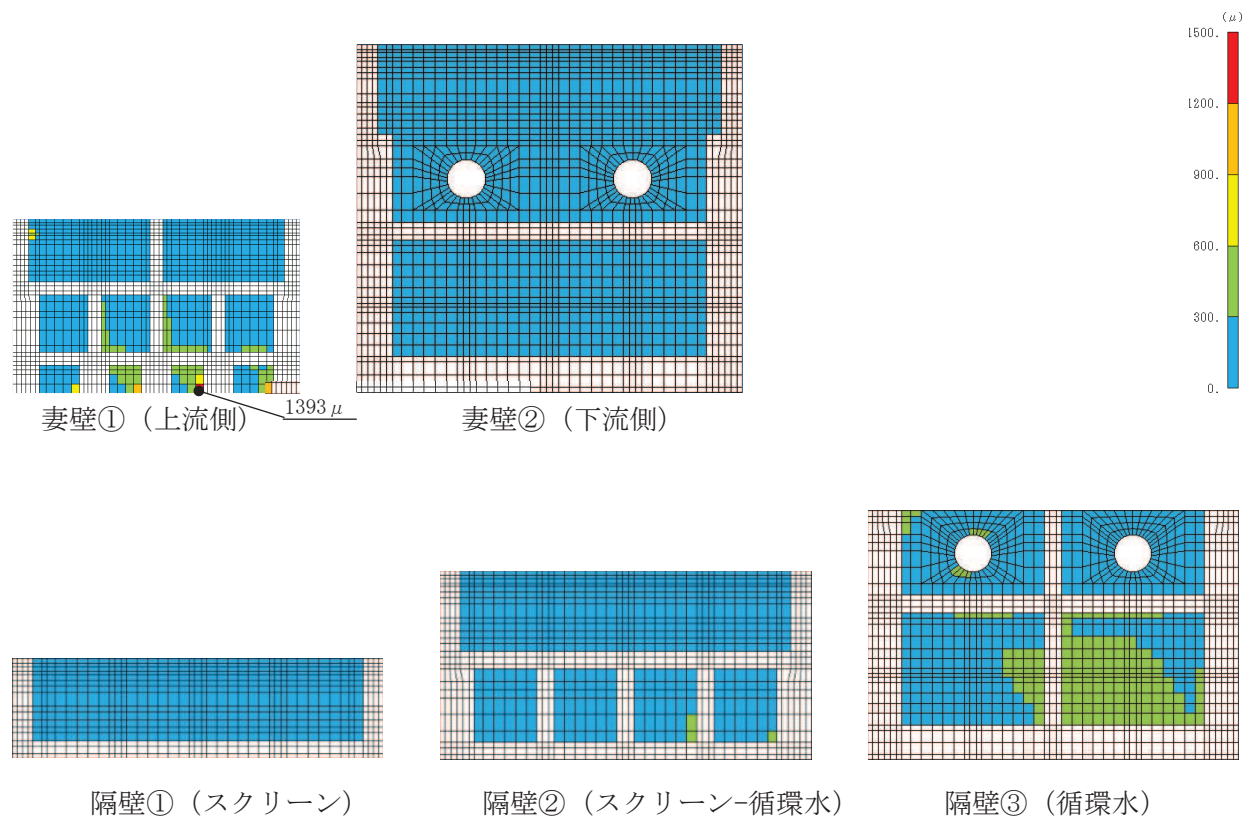 (μ)
1500.
1200.
900.
600.
300.
0.
1393μ
妻壁①（上流側）
妻壁②（下流側）
隔壁①（スクリーン）
隔壁②（スクリーン-循環水）
隔壁③（循環水）